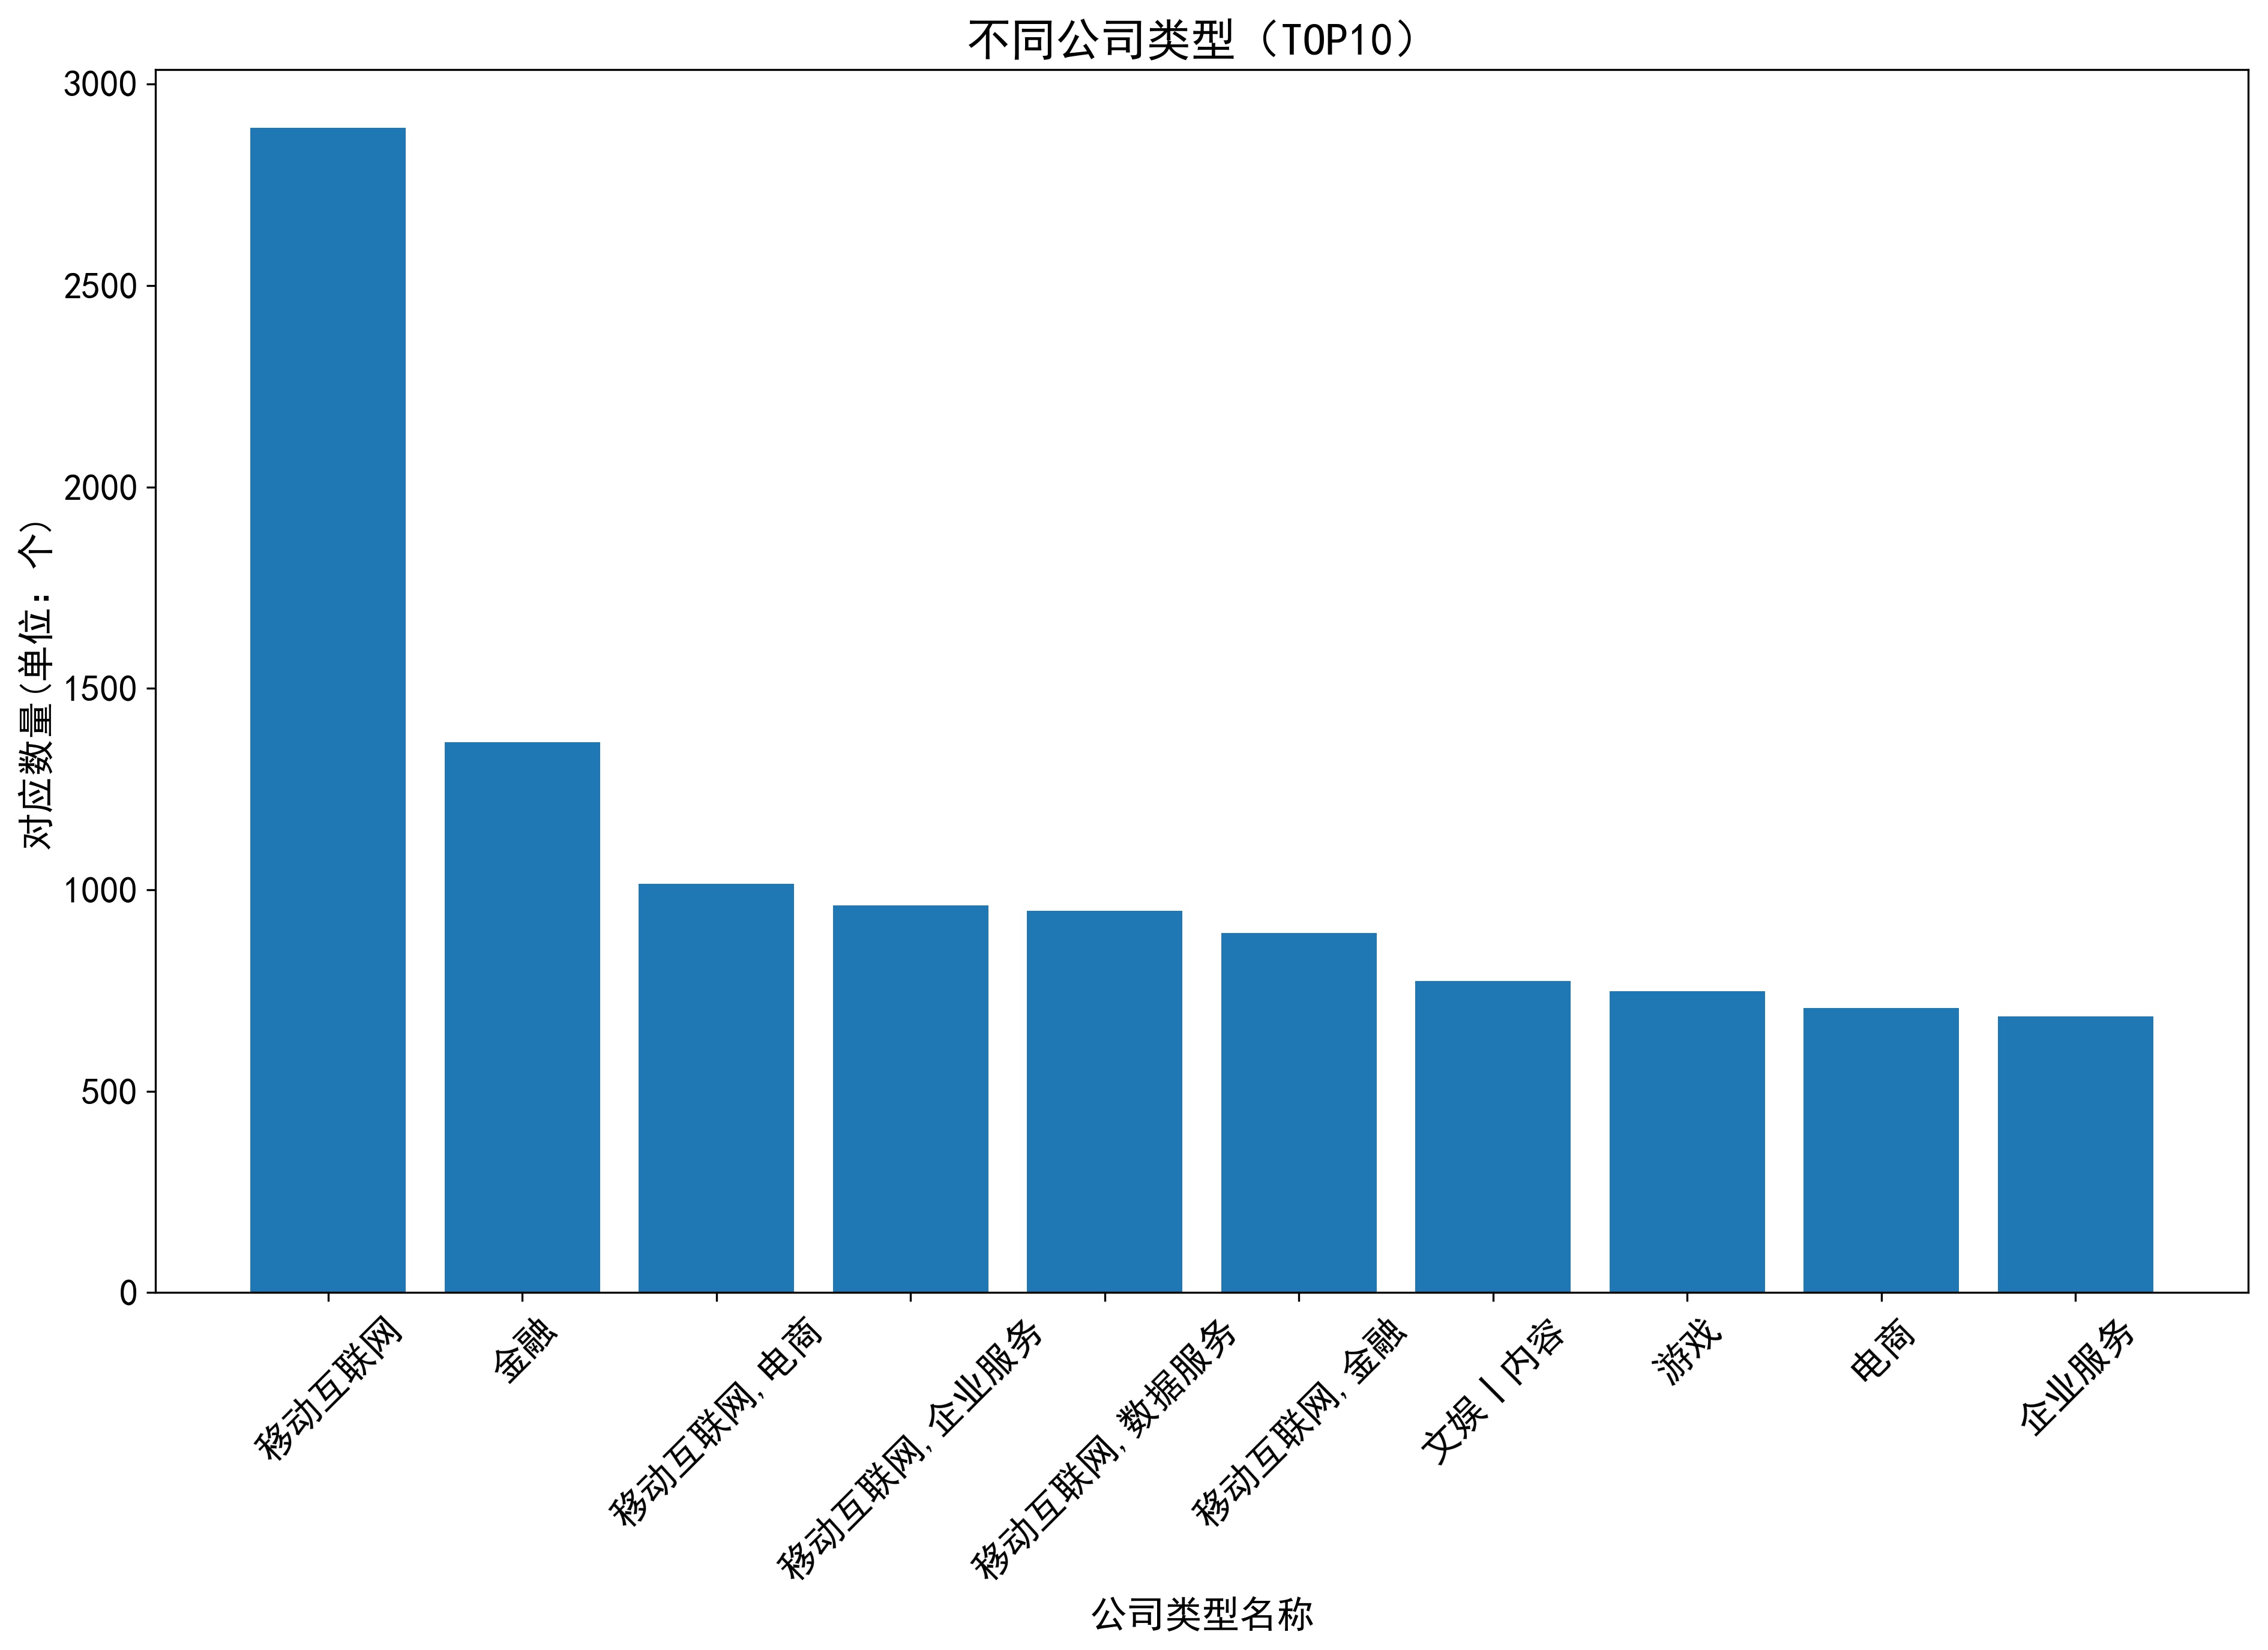 不同公司类型（TOP10）
对应数量(单位：个）
3000
2500
2000
1500
1000
500
0
移动互联网
金融
移动互联网,电商
移动互联网,企业服务
移动互联网,数据服务
移动互联网,金融
文娱丨内容
游戏
电商
企业服务
公司类型名称